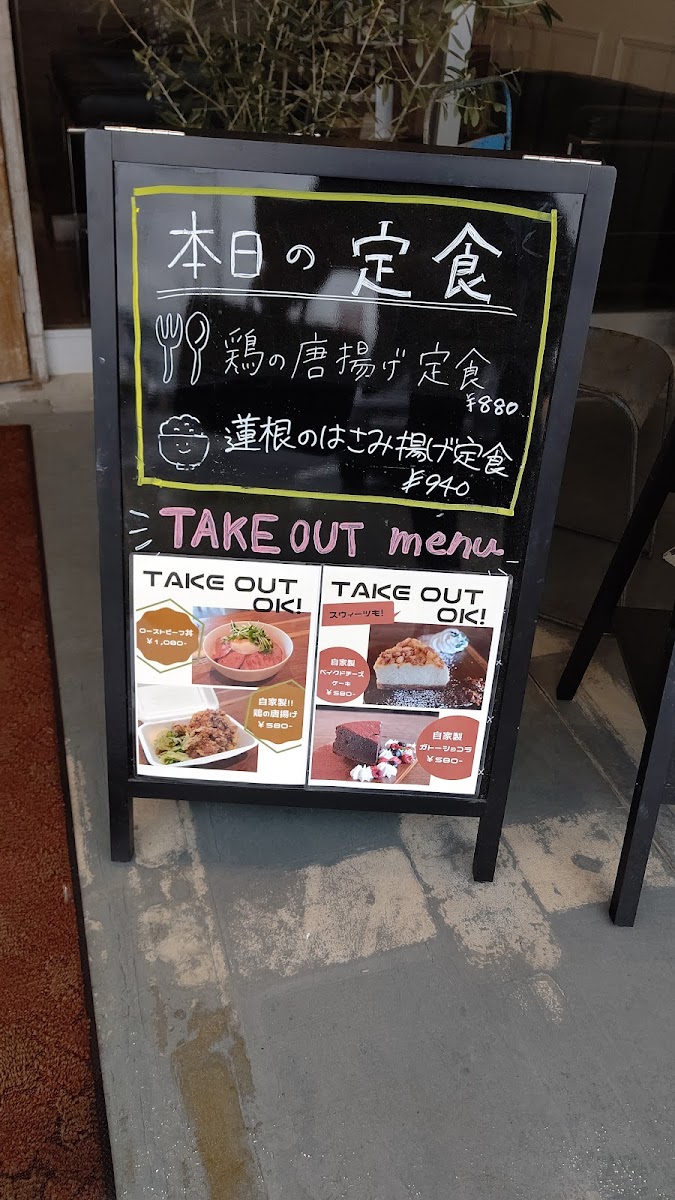 本日の定食
鶏の唐揚げ定食
¥880
蓮根のはさみ揚げ定食
¥940
TAKE OUT menu
TAKE OUT
OK!
ローストビーフ丼
¥1,080-
自家製!!
鶏の唐揚げ
¥580-
TAKE OUT
OK!
スウィーツモ!
自家製
ベイクドチーズ
ケーキ
¥580-
自家製
ガトーショコラ
¥580-